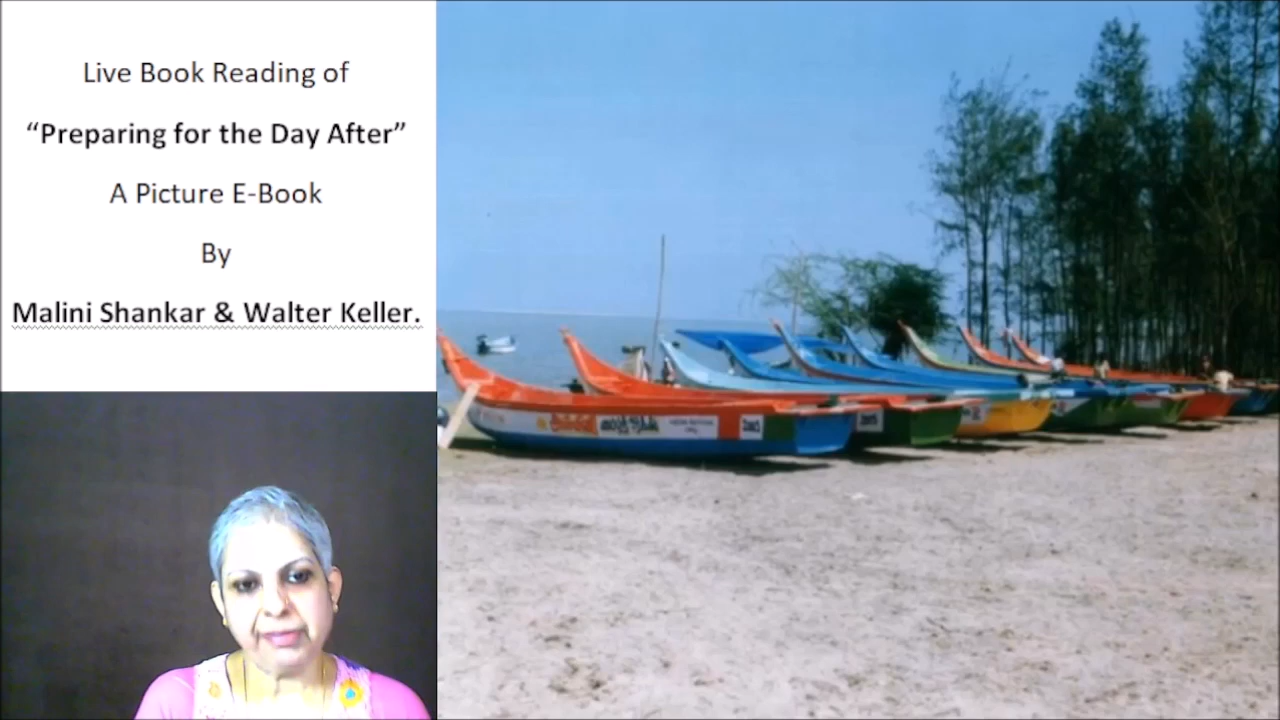 Live Book Reading of
“Preparing for the Day After”
A Picture E-Book
By
Malini Shankar & Walter Keller.